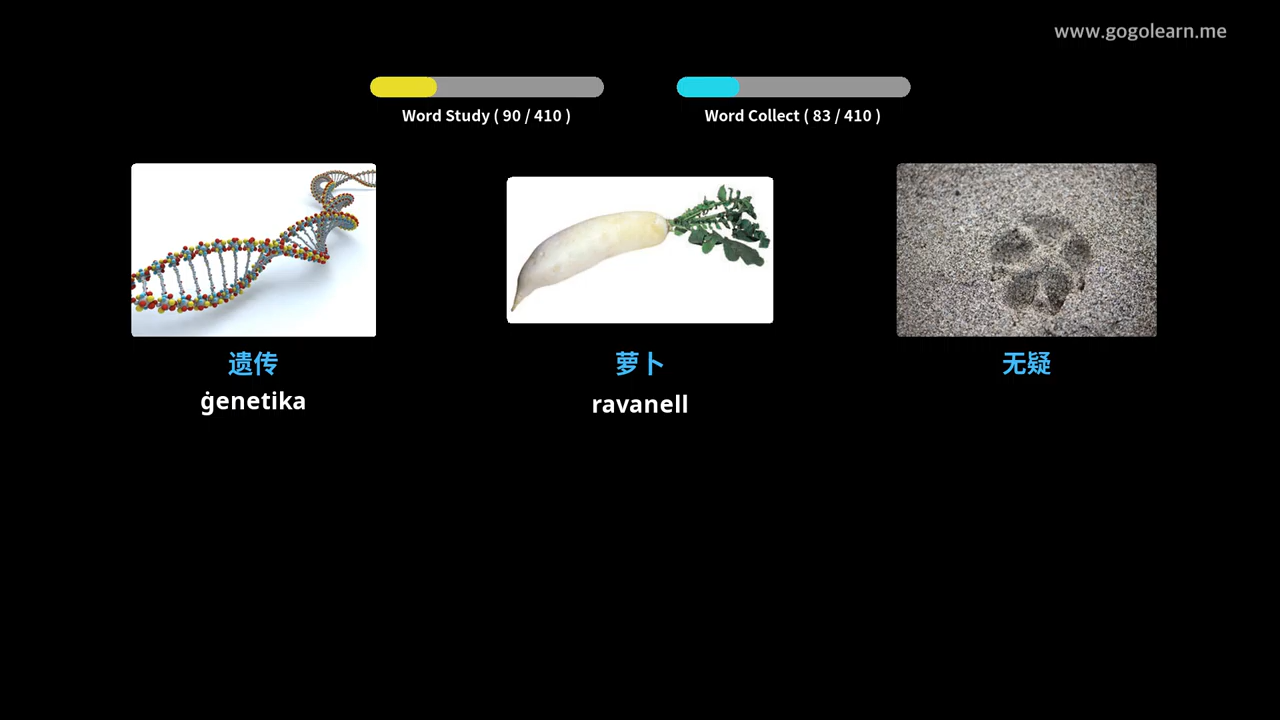 www.gogolearn.me
Word Study ( 90 / 410 )
Word Collect ( 83 / 410 )
遗传
萝卜
无疑
ġenetika
ravanell